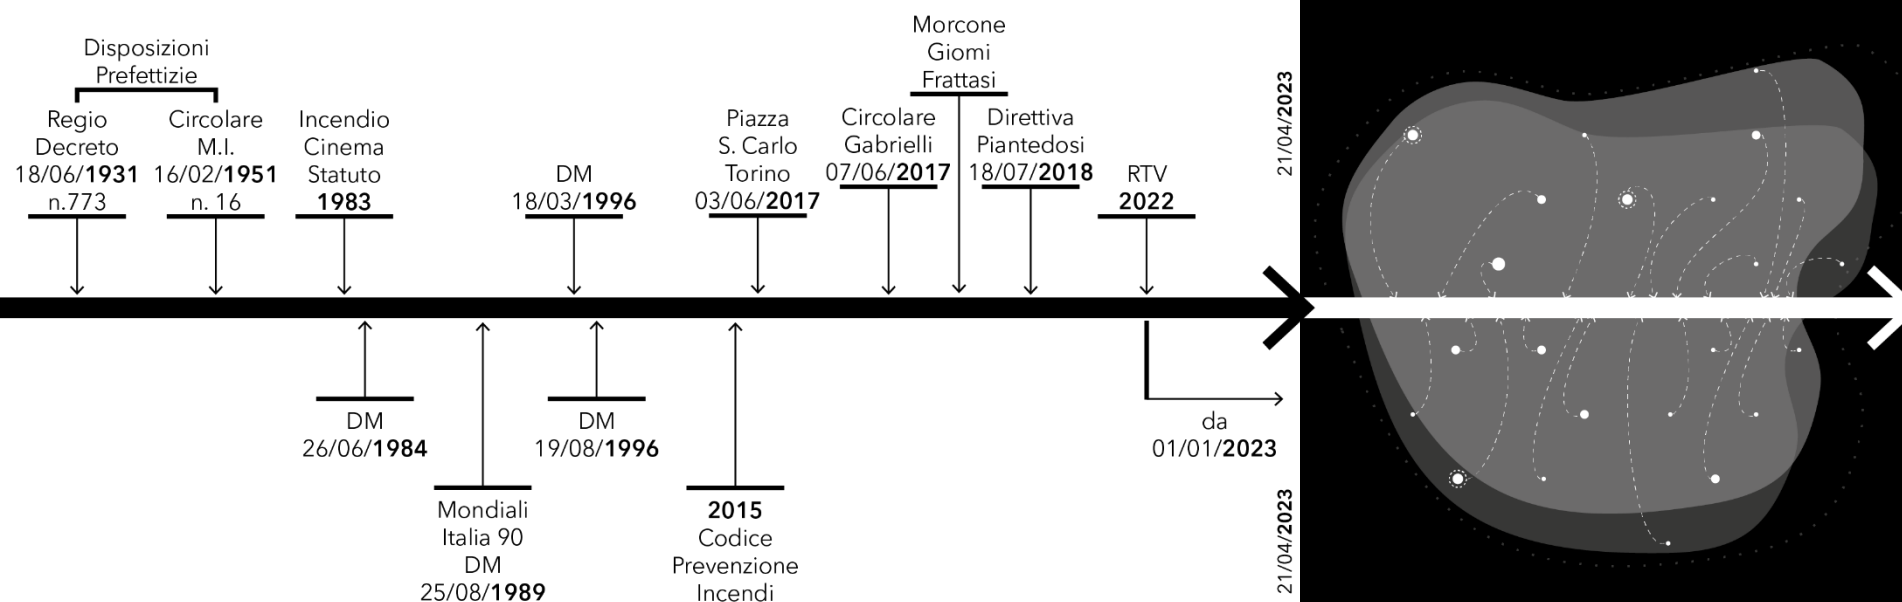 Disposizioni
Prefettizie
Regio
Decreto
18/06/1931
n.773
Circolare
M.I.
16/02/1951
n. 16
Incendio
Cinema
Statuto
1983
DM
18/03/1996
Piazza
S. Carlo
Torino
03/06/2017
Circolare
Gabrielli
07/06/2017
Morcone
Giomi
Frattasi
Direttiva
Piantedosi
18/07/2018
RTV
2022
21/04/2023
DM
26/06/1984
Mondiali
Italia 90
DM
25/08/1989
DM
19/08/1996
2015
Codice
Prevenzione
Incendi
da
01/01/2023
21/04/2023